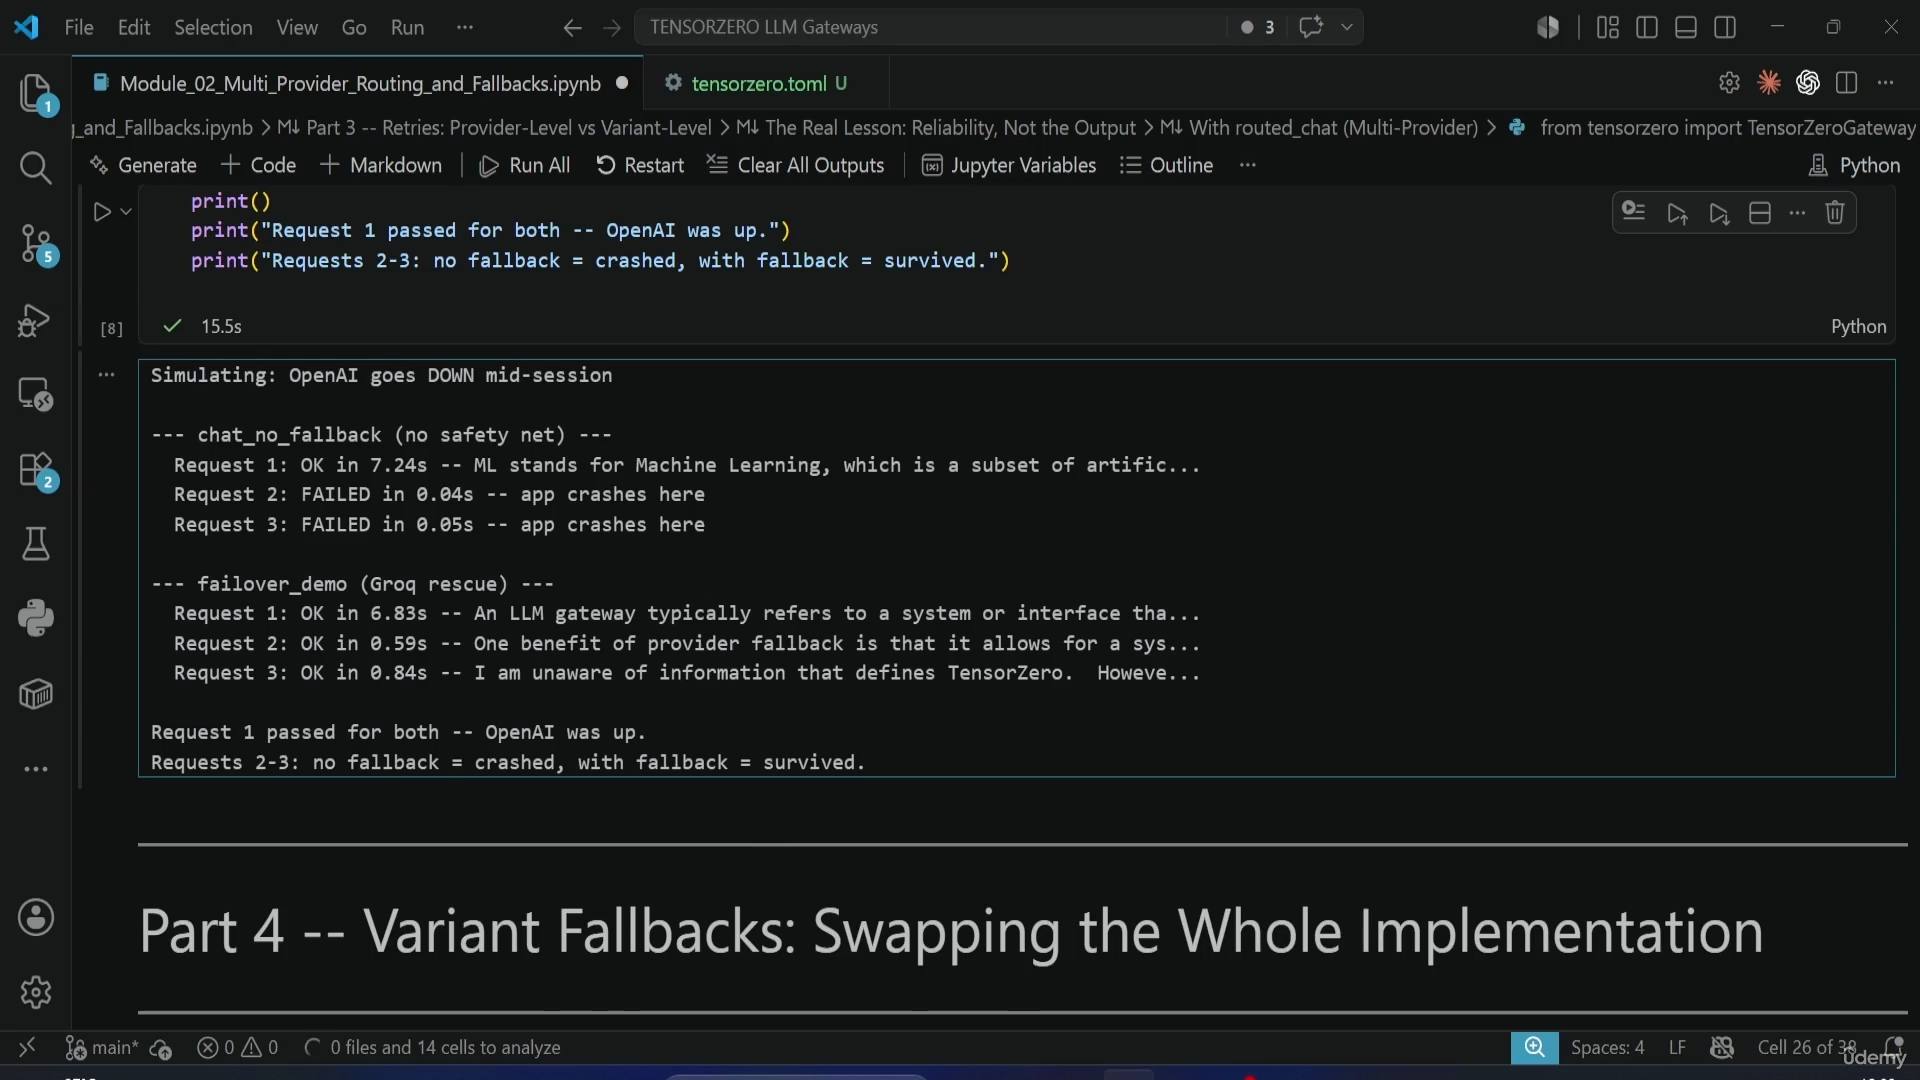 File Edit Selection View Go Run ··· TENSORZERO LLM Gateways 3
Module_02_Multi_Provider_Routing_and_Fallbacks.ipynb tensorzero.toml U
_and_Fallbacks.ipynb > M↓ Part 3 -- Retries: Provider-Level vs Variant-Level > M↓ The Real Lesson: Reliability, Not the Output > M↓ With routed_chat (Multi-Provider) > from tensorzero import TensorZeroGateway
Generate + Code + Markdown Run All Restart Clear All Outputs Jupyter Variables Outline ··· Python
print()
print("Request 1 passed for both -- OpenAI was up.")
print("Requests 2-3: no fallback = crashed, with fallback = survived.")
[8] 15.5s Python
Simulating: OpenAI goes DOWN mid-session
--- chat_no_fallback (no safety net) ---
Request 1: OK in 7.24s -- ML stands for Machine Learning, which is a subset of artific...
Request 2: FAILED in 0.04s -- app crashes here
Request 3: FAILED in 0.05s -- app crashes here
--- failover_demo (Groq rescue) ---
Request 1: OK in 6.83s -- An LLM gateway typically refers to a system or interface tha...
Request 2: OK in 0.59s -- One benefit of provider fallback is that it allows for a sys...
Request 3: OK in 0.84s -- I am unaware of information that defines TensorZero.  Howeve...
Request 1 passed for both -- OpenAI was up.
Requests 2-3: no fallback = crashed, with fallback = survived.
Part 4 -- Variant Fallbacks: Swapping the Whole Implementation
1
5
2
main* 0 0 0 files and 14 cells to analyze Spaces: 4 LF Cell 26 of 38
udemy